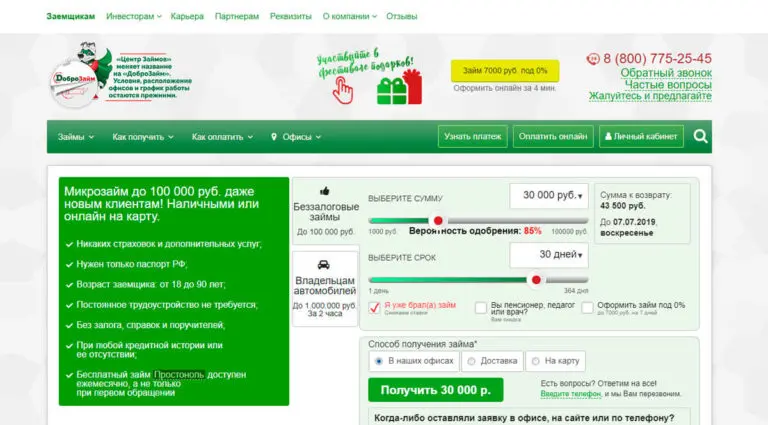 Заемщикам Инвесторам Карьера Партнерам Реквизиты О компании Отзывы
«Центр Займов»
меняет название
на «ДоброЗайм».
Условия, расположение
офисов и график работы
остаются прежними.
ДоброЗайм
Участвуйте в
фестивале подарков!
Займ 7000 руб. под 0%
Оформить онлайн за 4 мин.
8 (800) 775-25-45
Обратный звонок
Частые вопросы
Жалуйтесь и предлагайте
Займы Как получить Как оплатить Офисы Узнать платеж Оплатить онлайн Личный кабинет
Микрозайм до 100 000 руб. даже
новым клиентам! Наличными или
онлайн на карту.
Никаких страховок и дополнительных услуг;
Нужен только паспорт РФ;
Возраст заемщика: от 18 до 90 лет;
Постоянное трудоустройство не требуется;
Без залога, справок и поручителей;
При любой кредитной истории или
ее отсутствии;
Бесплатный займ Простоноль доступен
ежемесячно, а не только
при первом обращении
Беззалоговые
займы
До 100 000 руб.
Владельцам
автомобилей
До 1.000.000 руб.
За 2 часа
ВЫБЕРИТЕ СУММУ
30 000 руб.
1000 руб. Вероятность одобрения: 85% 100000 руб.
ВЫБЕРИТЕ СРОК
30 дней
1 день 364 дня
Я уже брал(а) займ
Снижаем ставки
Вы пенсионер, педагог
или врач?
Вам скидка
Оформить займ под 0%
до 7000 руб. на 7 дней
Сумма к возврату:
43 500 руб.
До 07.07.2019,
воскресенье
Способ получения займа*
В наших офисах Доставка На карту
Получить 30 000 р.
Есть вопросы? Ответим на все!
Введите телефон, и мы Вам перезвоним.
Когда-либо оставляли заявку в офисе, на сайте или по телефону?